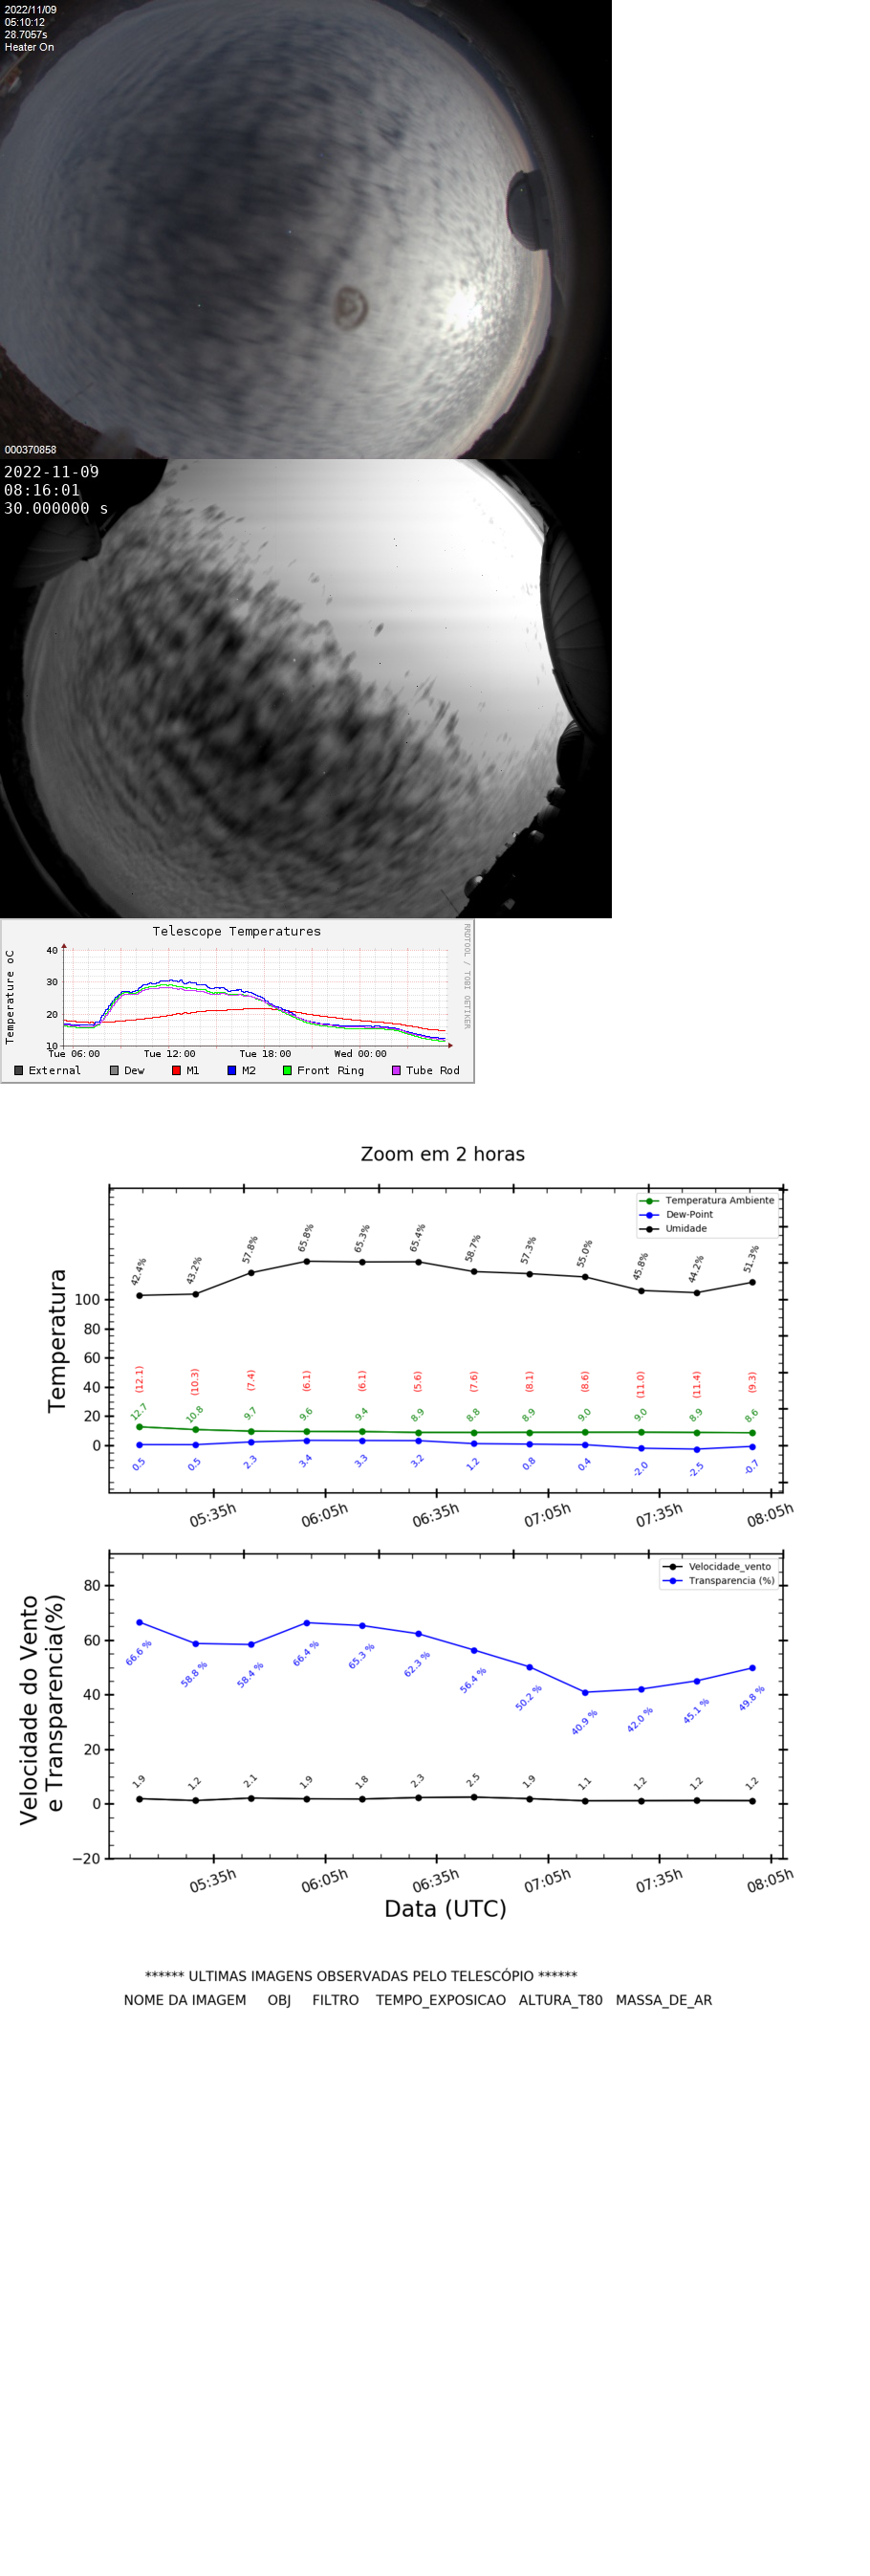 2022/11/09
05:10:12
28.7057s
Heater On
000370858
2022-11-09
08:16:01
30.000000 s
Telescope Temperatures
RRDTOOL / TOBI OETIKER
Temperature oC
40
30
20
10
Tue 06:00 Tue 12:00 Tue 18:00 Wed 00:00
External Dew M1 M2 Front Ring Tube Rod
Zoom em 2 horas
Temperatura Ambiente
Dew-Point
Umidade
Temperatura
42.4% 43.2% 57.8% 65.8% 65.3% 65.4% 58.7% 57.3% 55.0% 45.8% 44.2% 51.3%
100
80
60
40
20
0
(12.1) (10.3) (7.4) (6.1) (6.1) (5.6) (7.6) (8.1) (8.6) (11.0) (11.4) (9.3)
12.7 10.8 9.7 9.6 9.4 8.9 8.8 8.9 9.0 9.0 8.9 8.6
0.5 0.5 2.3 3.4 3.3 3.2 1.2 0.8 0.4 -2.0 -2.5 -0.7
05:35h 06:05h 06:35h 07:05h 07:35h 08:05h
Velocidade_vento
Transparencia (%)
Velocidade do Vento
e Transparencia(%)
80
60
40
20
0
−20
66.6 % 58.8 % 58.4 % 66.4 % 65.3 % 62.3 % 56.4 % 50.2 % 40.9 % 42.0 % 45.1 % 49.8 %
1.9 1.2 2.1 1.9 1.8 2.3 2.5 1.9 1.1 1.2 1.2 1.2
05:35h 06:05h 06:35h 07:05h 07:35h 08:05h
Data (UTC)
****** ULTIMAS IMAGENS OBSERVADAS PELO TELESCÓPIO ******
NOME DA IMAGEM OBJ FILTRO TEMPO_EXPOSICAO ALTURA_T80 MASSA_DE_AR